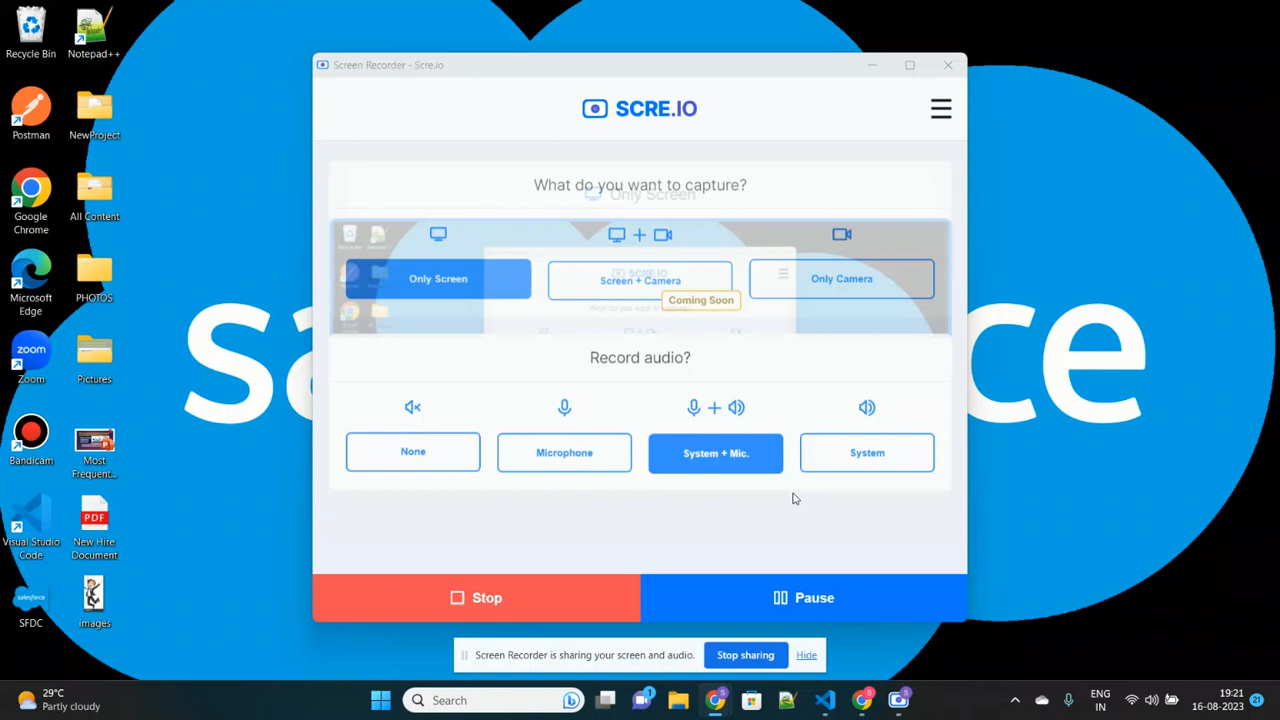 Recycle Bin
Notepad++
Postman
NewProject
Google
Chrome
All Content
Microsoft
Edge
PHOTOS
Zoom
Pictures
Bandicam
Most
Frequent...
Visual Studio
Code
New Hire
Document
SFDC
images
Screen Recorder - Scre.io
SCRE.IO
What do you want to capture?
Only Screen
Only Screen
Screen + Camera
Only Camera
Coming Soon
Record audio?
None
Microphone
System + Mic.
System
Stop
Pause
Screen Recorder is sharing your screen and audio.
Stop sharing
Hide
29°C
Partly cloudy
Search
1
ENG
IN
19:21
16-08-2023
21